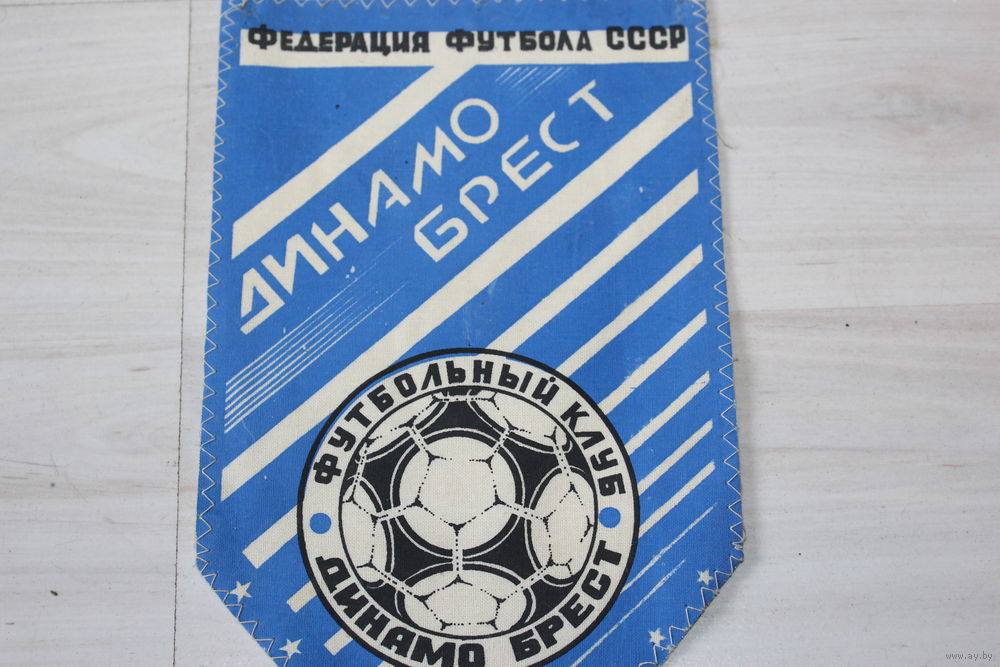 ФЕДЕРАЦИЯ ФУТБОЛА СССР
ДИНАМО
БРЕСТ
ФУТБОЛЬНЫЙ КЛУБ
ДИНАМО БРЕСТ
www.ay.by